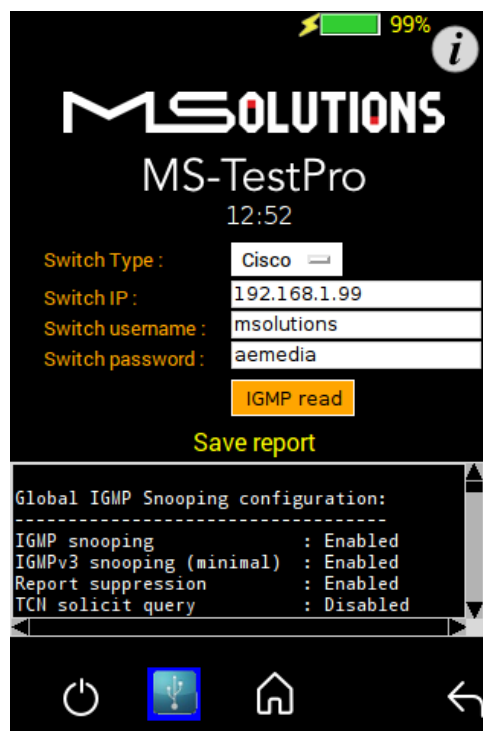 99%
i
MSOLUTIONS
MS-TestPro
12:52
Switch Type : Cisco
Switch IP : 192.168.1.99
Switch username : msolutions
Switch password : aemedia
IGMP read
Save report
Global IGMP Snooping configuration:
-----------------------------------
IGMP snooping : Enabled
IGMPv3 snooping (minimal) : Enabled
Report suppression : Enabled
TCN solicit query : Disabled